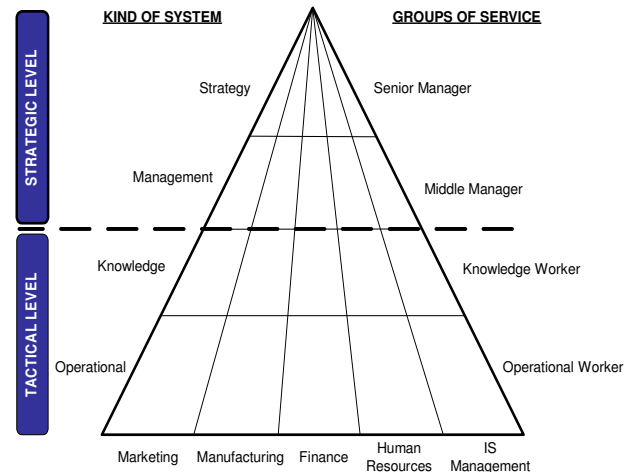 KIND OF SYSTEM
GROUPS OF SERVICE
STRATEGIC LEVEL
Strategy
Senior Manager
Management
Middle Manager
TACTICAL LEVEL
Knowledge
Knowledge Worker
Operational
Operational Worker
Marketing
Manufacturing
Finance
Human
Resources
IS
Management